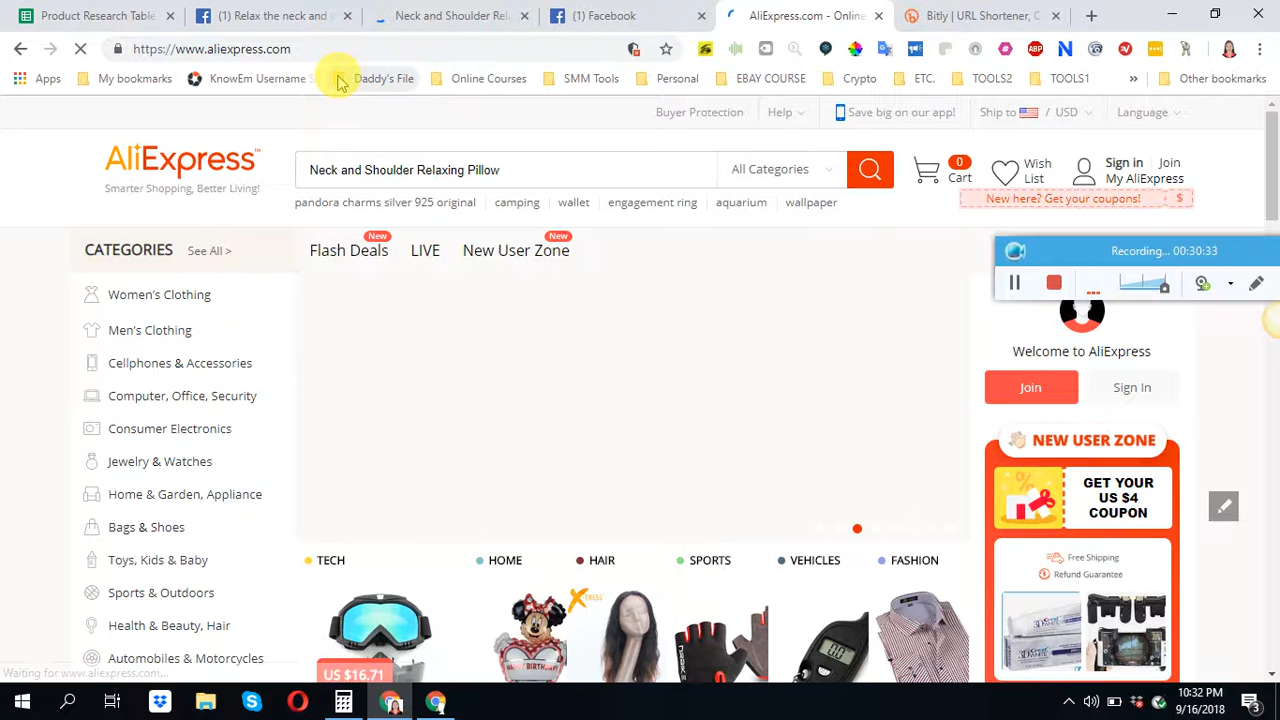 Product Research Table
(1) Relax the neck and
Neck and Shoulder Relaxing
(1) Facebook
AliExpress.com - Online
Bitly | URL Shortener, C
https://www.aliexpress.com
ABP
Apps
My bookmarks
KnowEm Username S
Daddy's File
Online Courses
SMM Tools
Personal
EBAY COURSE
Crypto
ETC.
TOOLS2
TOOLS1
»
Other bookmarks
Buyer Protection
Help
Save big on our app!
Ship to / USD
Language
AliExpress
Smarter Shopping, Better Living!
Neck and Shoulder Relaxing Pillow
All Categories
0
Cart
Wish
List
Sign in Join
My AliExpress
New here? Get your coupons! $
pandora charms silver 925 original
camping
wallet
engagement ring
aquarium
wallpaper
CATEGORIES See All >
New
Flash Deals
LIVE
New
New User Zone
Recording... 00:30:33
Women's Clothing
Men's Clothing
Cellphones & Accessories
Computer, Office, Security
Consumer Electronics
Jewelry & Watches
Home & Garden, Appliance
Bags & Shoes
Toys, Kids & Baby
Sports & Outdoors
Health & Beauty, Hair
Automobiles & Motorcycles
Welcome to AliExpress
Join
Sign In
NEW USER ZONE
GET YOUR
US $4
COUPON
Free Shipping
Refund Guarantee
TECH
HOME
HAIR
SPORTS
VEHICLES
FASHION
US $16.71
Waiting for www.aliexpress.com...
10:32 PM
9/16/2018
3